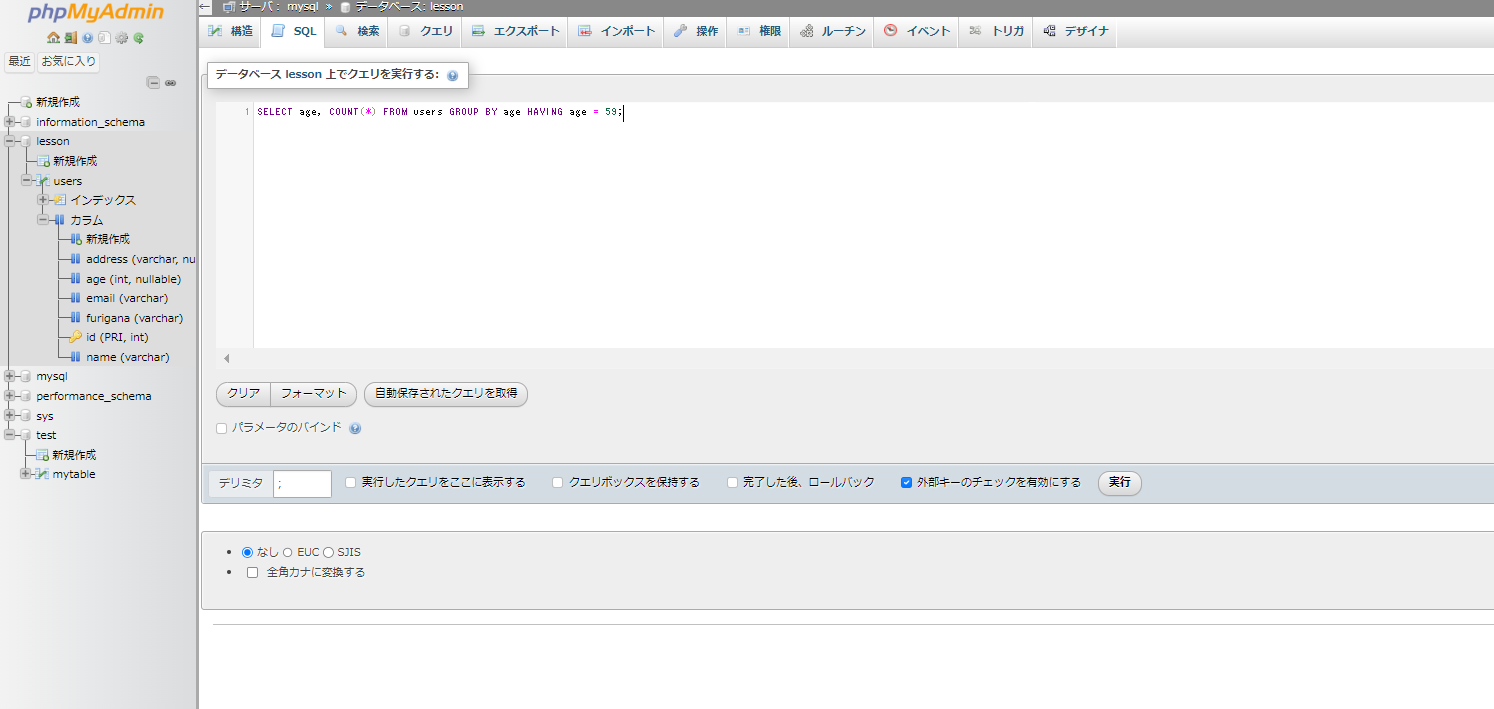 phpMyAdmin
最近 お気に入り
新規作成
information_schema
lesson
新規作成
users
インデックス
カラム
新規作成
address (varchar, nu
age (int, nullable)
email (varchar)
furigana (varchar)
id (PRI, int)
name (varchar)
mysql
performance_schema
sys
test
新規作成
mytable
← サーバ: mysql » データベース: lesson
構造 SQL 検索 クエリ エクスポート インポート 操作 権限 ルーチン イベント トリガ デザイナ
データベース lesson 上でクエリを実行する:
1 SELECT age, COUNT(*) FROM users GROUP BY age HAVING age = 59;
クリア フォーマット 自動保存されたクエリを取得
パラメータのバインド
デリミタ ; 実行したクエリをここに表示する クエリボックスを保持する 完了した後、ロールバック 外部キーのチェックを有効にする 実行
なし EUC SJIS
全角カナに変換する